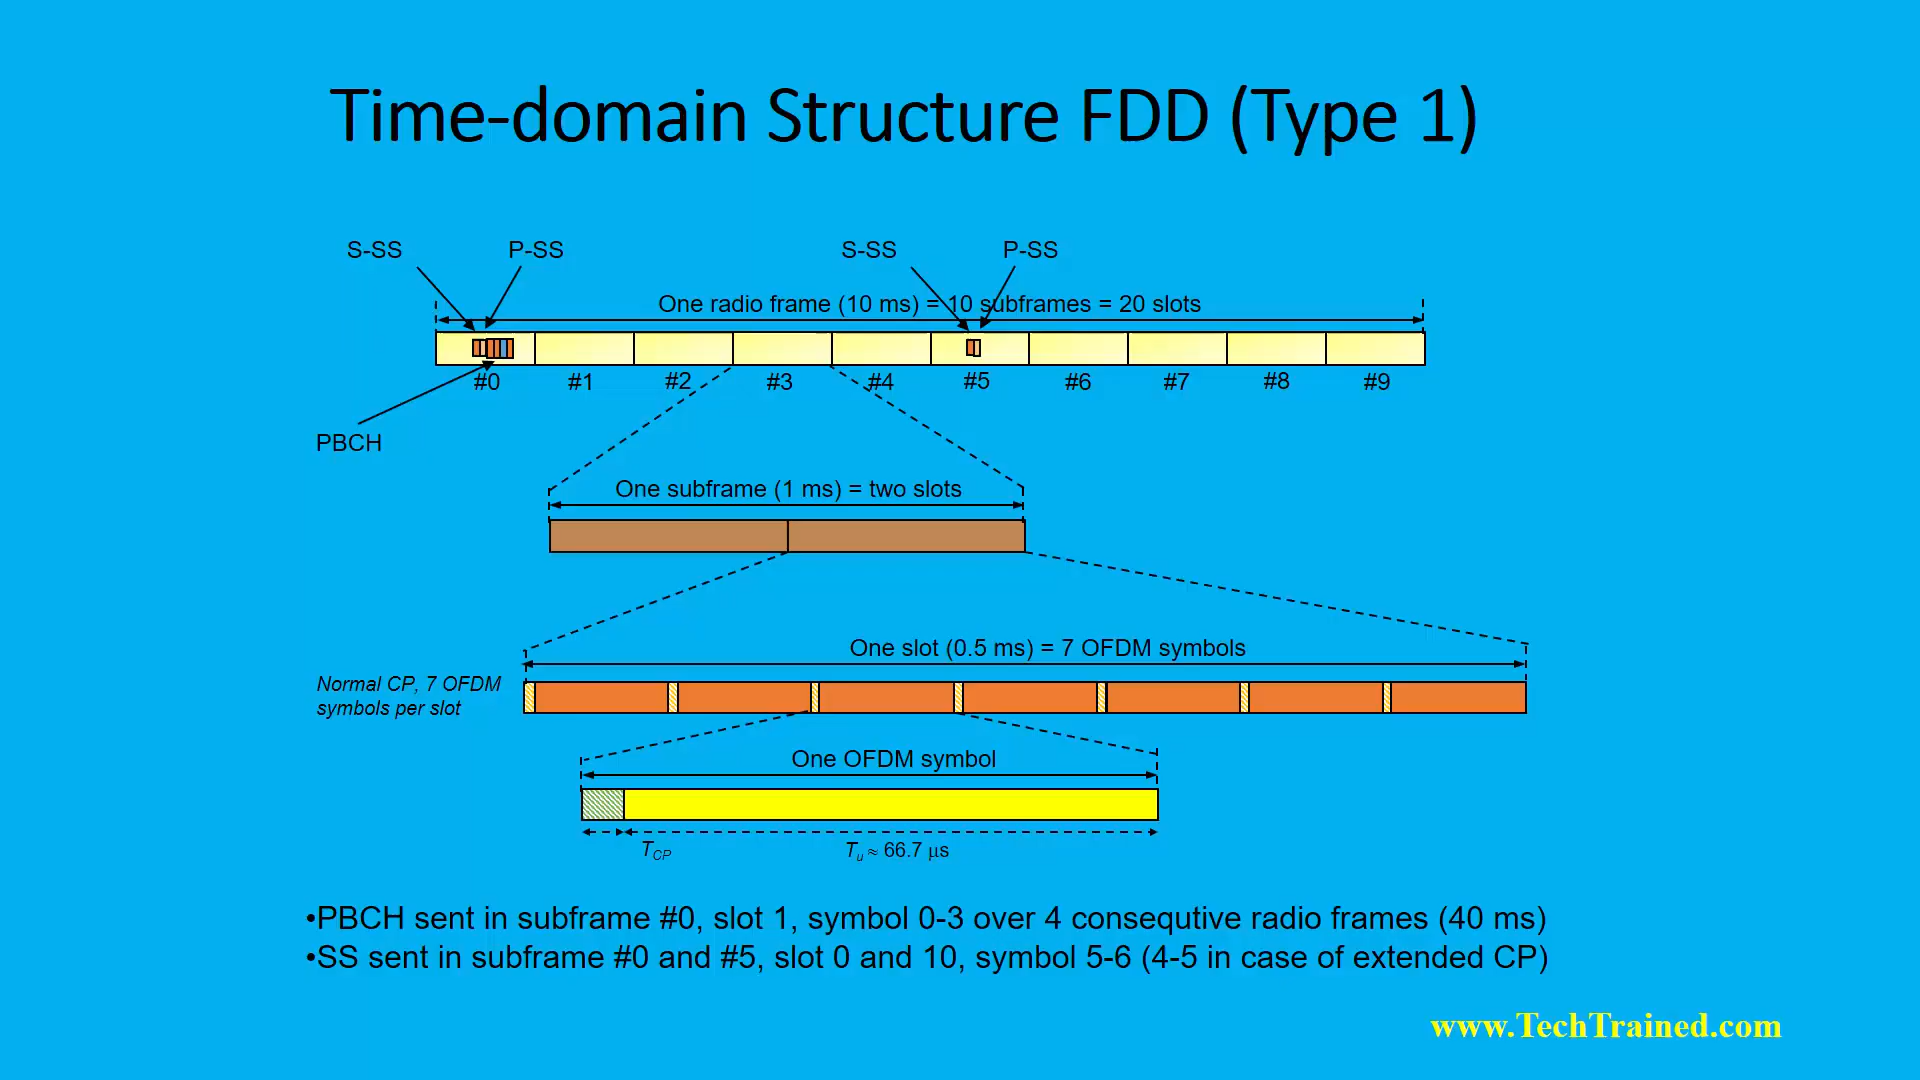 Time-domain Structure FDD (Type 1)
S-SS
P-SS
S-SS
P-SS
One radio frame (10 ms) = 10 subframes = 20 slots
#0
#1
#2
#3
#4
#5
#6
#7
#8
#9
PBCH
One subframe (1 ms) = two slots
One slot (0.5 ms) = 7 OFDM symbols
Normal CP, 7 OFDM
symbols per slot
One OFDM symbol
TCP
Tu ≈ 66.7 μs
•PBCH sent in subframe #0, slot 1, symbol 0-3 over 4 consequtive radio frames (40 ms)
•SS sent in subframe #0 and #5, slot 0 and 10, symbol 5-6 (4-5 in case of extended CP)
www.TechTrained.com